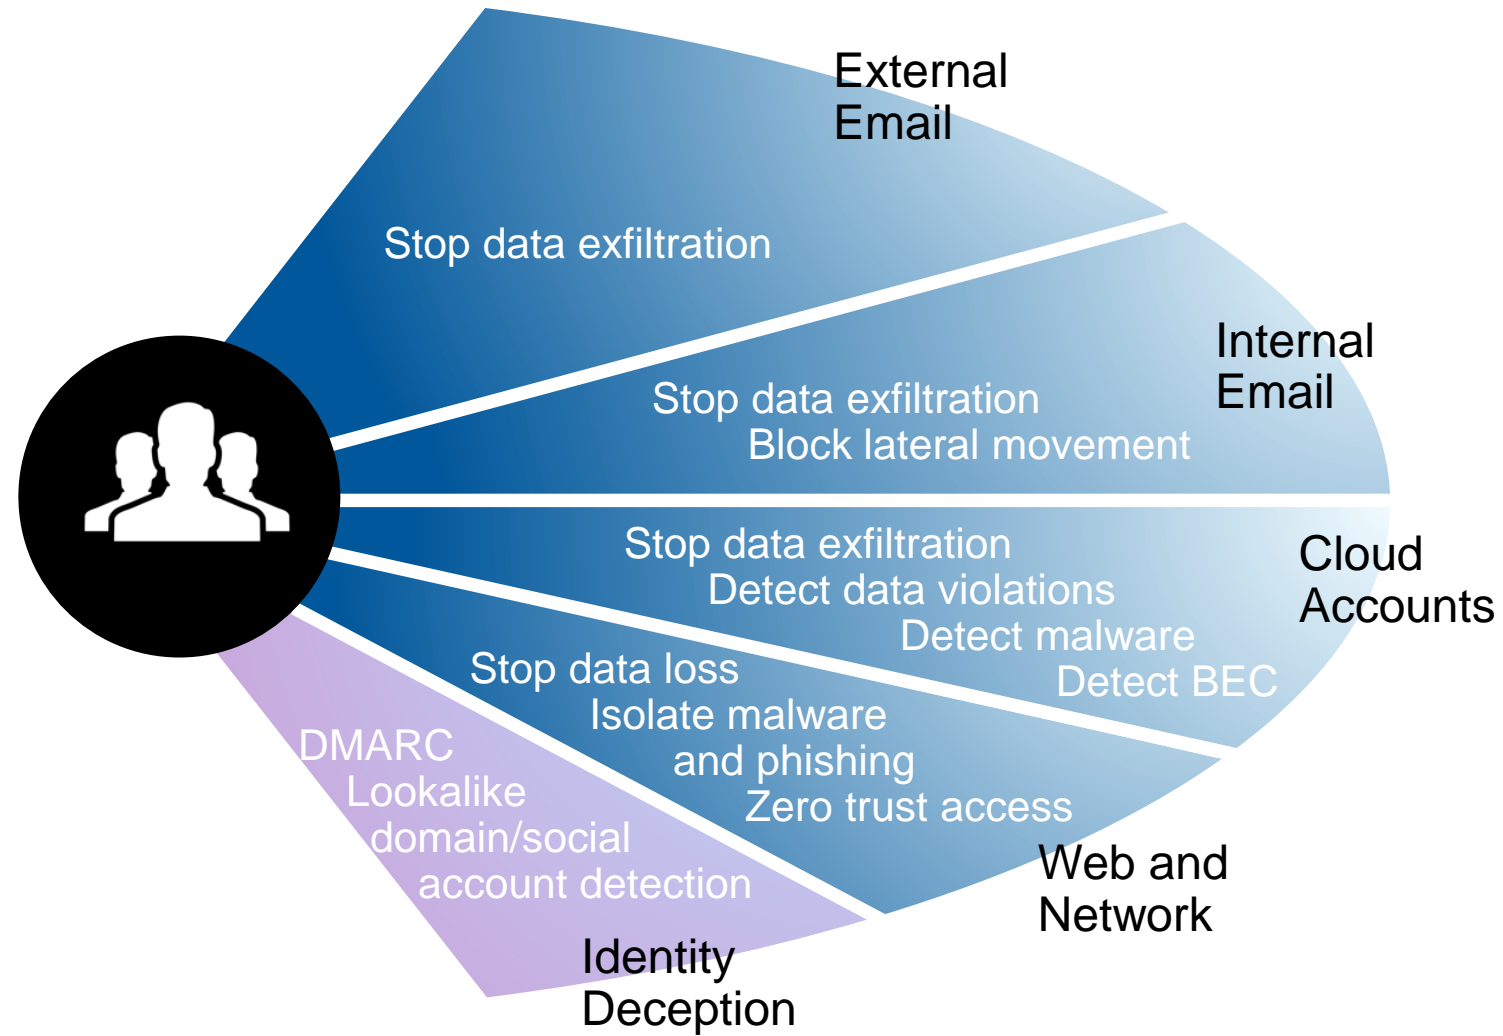 External
Email
Stop data exfiltration
Internal
Email
Stop data exfiltration
Block lateral movement
Cloud
Accounts
Stop data exfiltration
Detect data violations
Detect malware
Detect BEC
Stop data loss
Isolate malware
and phishing
Zero trust access
Web and
Network
DMARC
Lookalike
domain/social
account detection
Identity
Deception